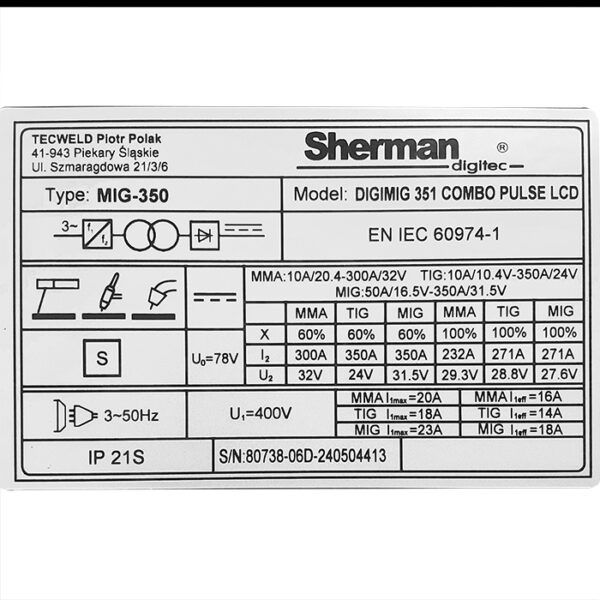 TECWELD Piotr Polak
41-943 Piekary Śląskie
Ul. Szmaragdowa 21/3/6
Sherman ®
digitec
Type: MIG-350
Model: DIGIMIG 351 COMBO PULSE LCD
3~ f₁ f₂
EN IEC 60974-1
MMA:10A/20.4-300A/32V TIG:10A/10.4V-350A/24V
MIG:50A/16.5V-350A/31.5V
MMA TIG MIG MMA TIG MIG
X 60% 60% 60% 100% 100% 100%
S U₀=78V I₂ 300A 350A 350A 232A 271A 271A
U₂ 32V 24V 31.5V 29.3V 28.8V 27.6V
3~50Hz
U₁=400V
MMA I₁max=20A MMA I₁eff=16A
TIG I₁max=18A TIG I₁eff=14A
MIG I₁max=23A MIG I₁eff=18A
IP 21S
S/N:80738-06D-240504413